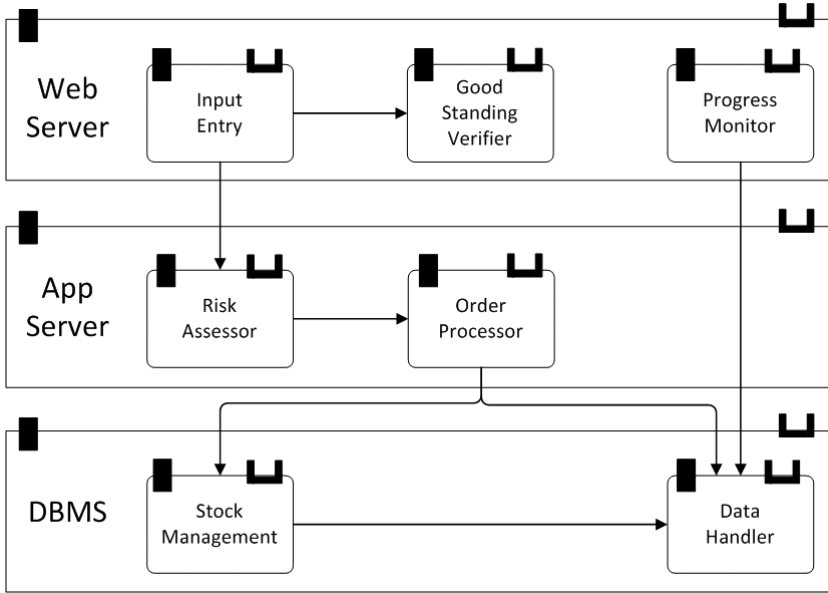 Web
Server
Input
Entry
Good
Standing
Verifier
Progress
Monitor
App
Server
Risk
Assessor
Order
Processor
DBMS
Stock
Management
Data
Handler